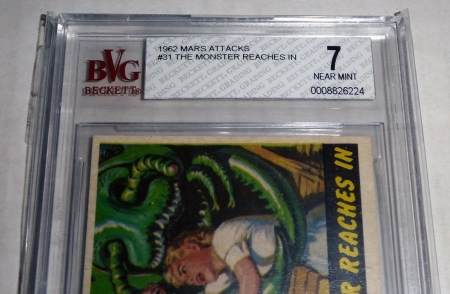 BVG
BECKETT
1962 MARS ATTACKS
#31 THE MONSTER REACHES IN
7
NEAR MINT
0008826224
R REACHES IN